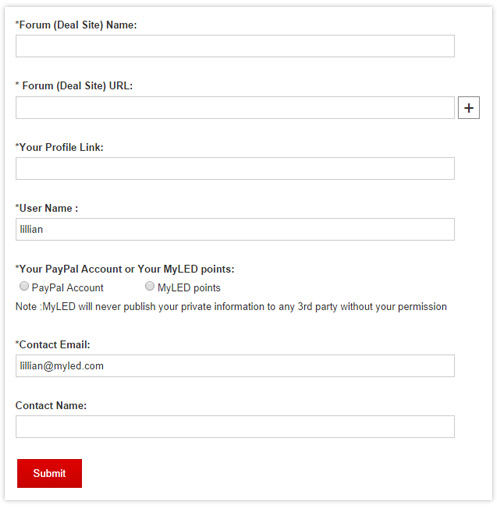 *Forum (Deal Site) Name:
* Forum (Deal Site) URL:
+
*Your Profile Link:
*User Name :
lillian
*Your PayPal Account or Your MyLED points:
PayPal Account MyLED points
Note :MyLED will never publish your private information to any 3rd party without your permission
*Contact Email:
lillian@myled.com
Contact Name:
Submit